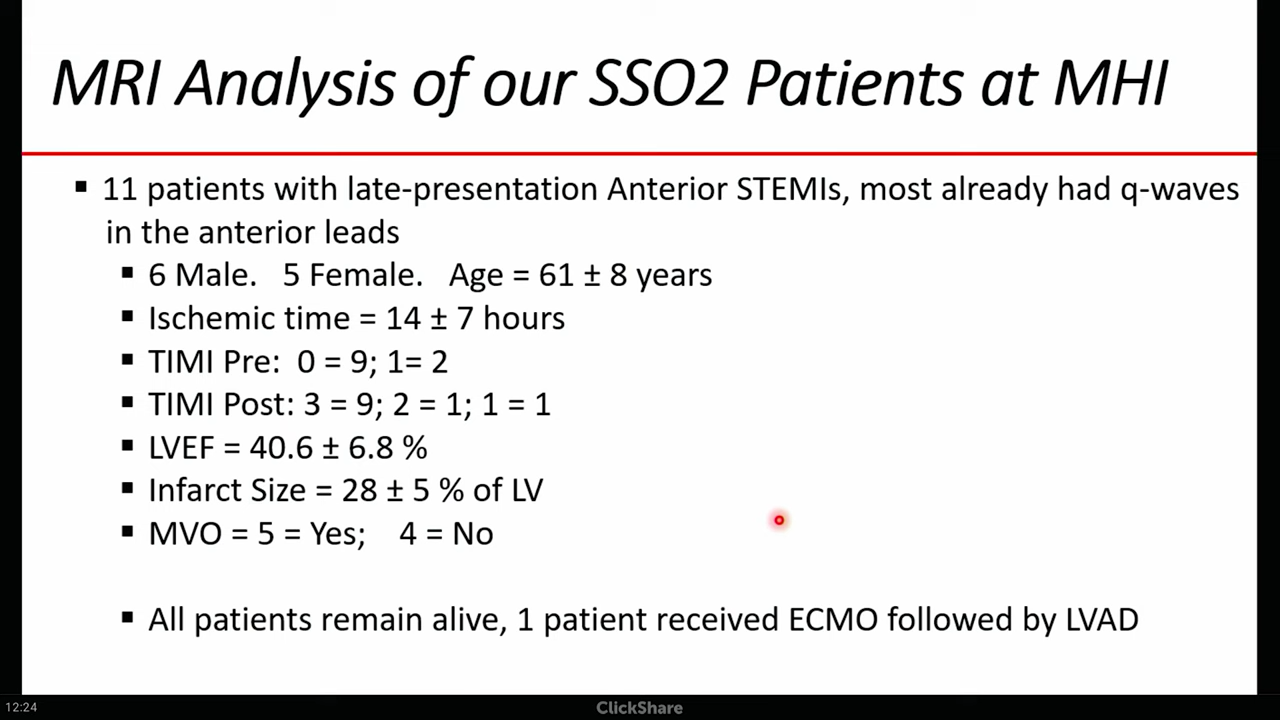 MRI Analysis of our SSO2 Patients at MHI
▪ 11 patients with late-presentation Anterior STEMIs, most already had q-waves
in the anterior leads
▪ 6 Male. 5 Female. Age = 61 ± 8 years
▪ Ischemic time = 14 ± 7 hours
▪ TIMI Pre: 0 = 9; 1= 2
▪ TIMI Post: 3 = 9; 2 = 1; 1 = 1
▪ LVEF = 40.6 ± 6.8 %
▪ Infarct Size = 28 ± 5 % of LV
▪ MVO = 5 = Yes; 4 = No
▪ All patients remain alive, 1 patient received ECMO followed by LVAD
12:24
ClickShare